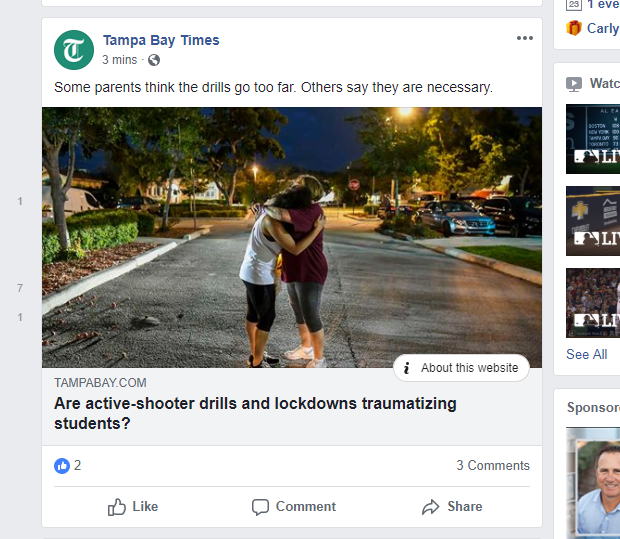 Tampa Bay Times
3 mins
Some parents think the drills go too far. Others say they are necessary.
i About this website
TAMPABAY.COM
Are active-shooter drills and lockdowns traumatizing
students?
2
3 Comments
Like
Comment
Share
1
7
1
23 1 eve
Carly
Watc
LI
LI
LI
See All
Sponsor